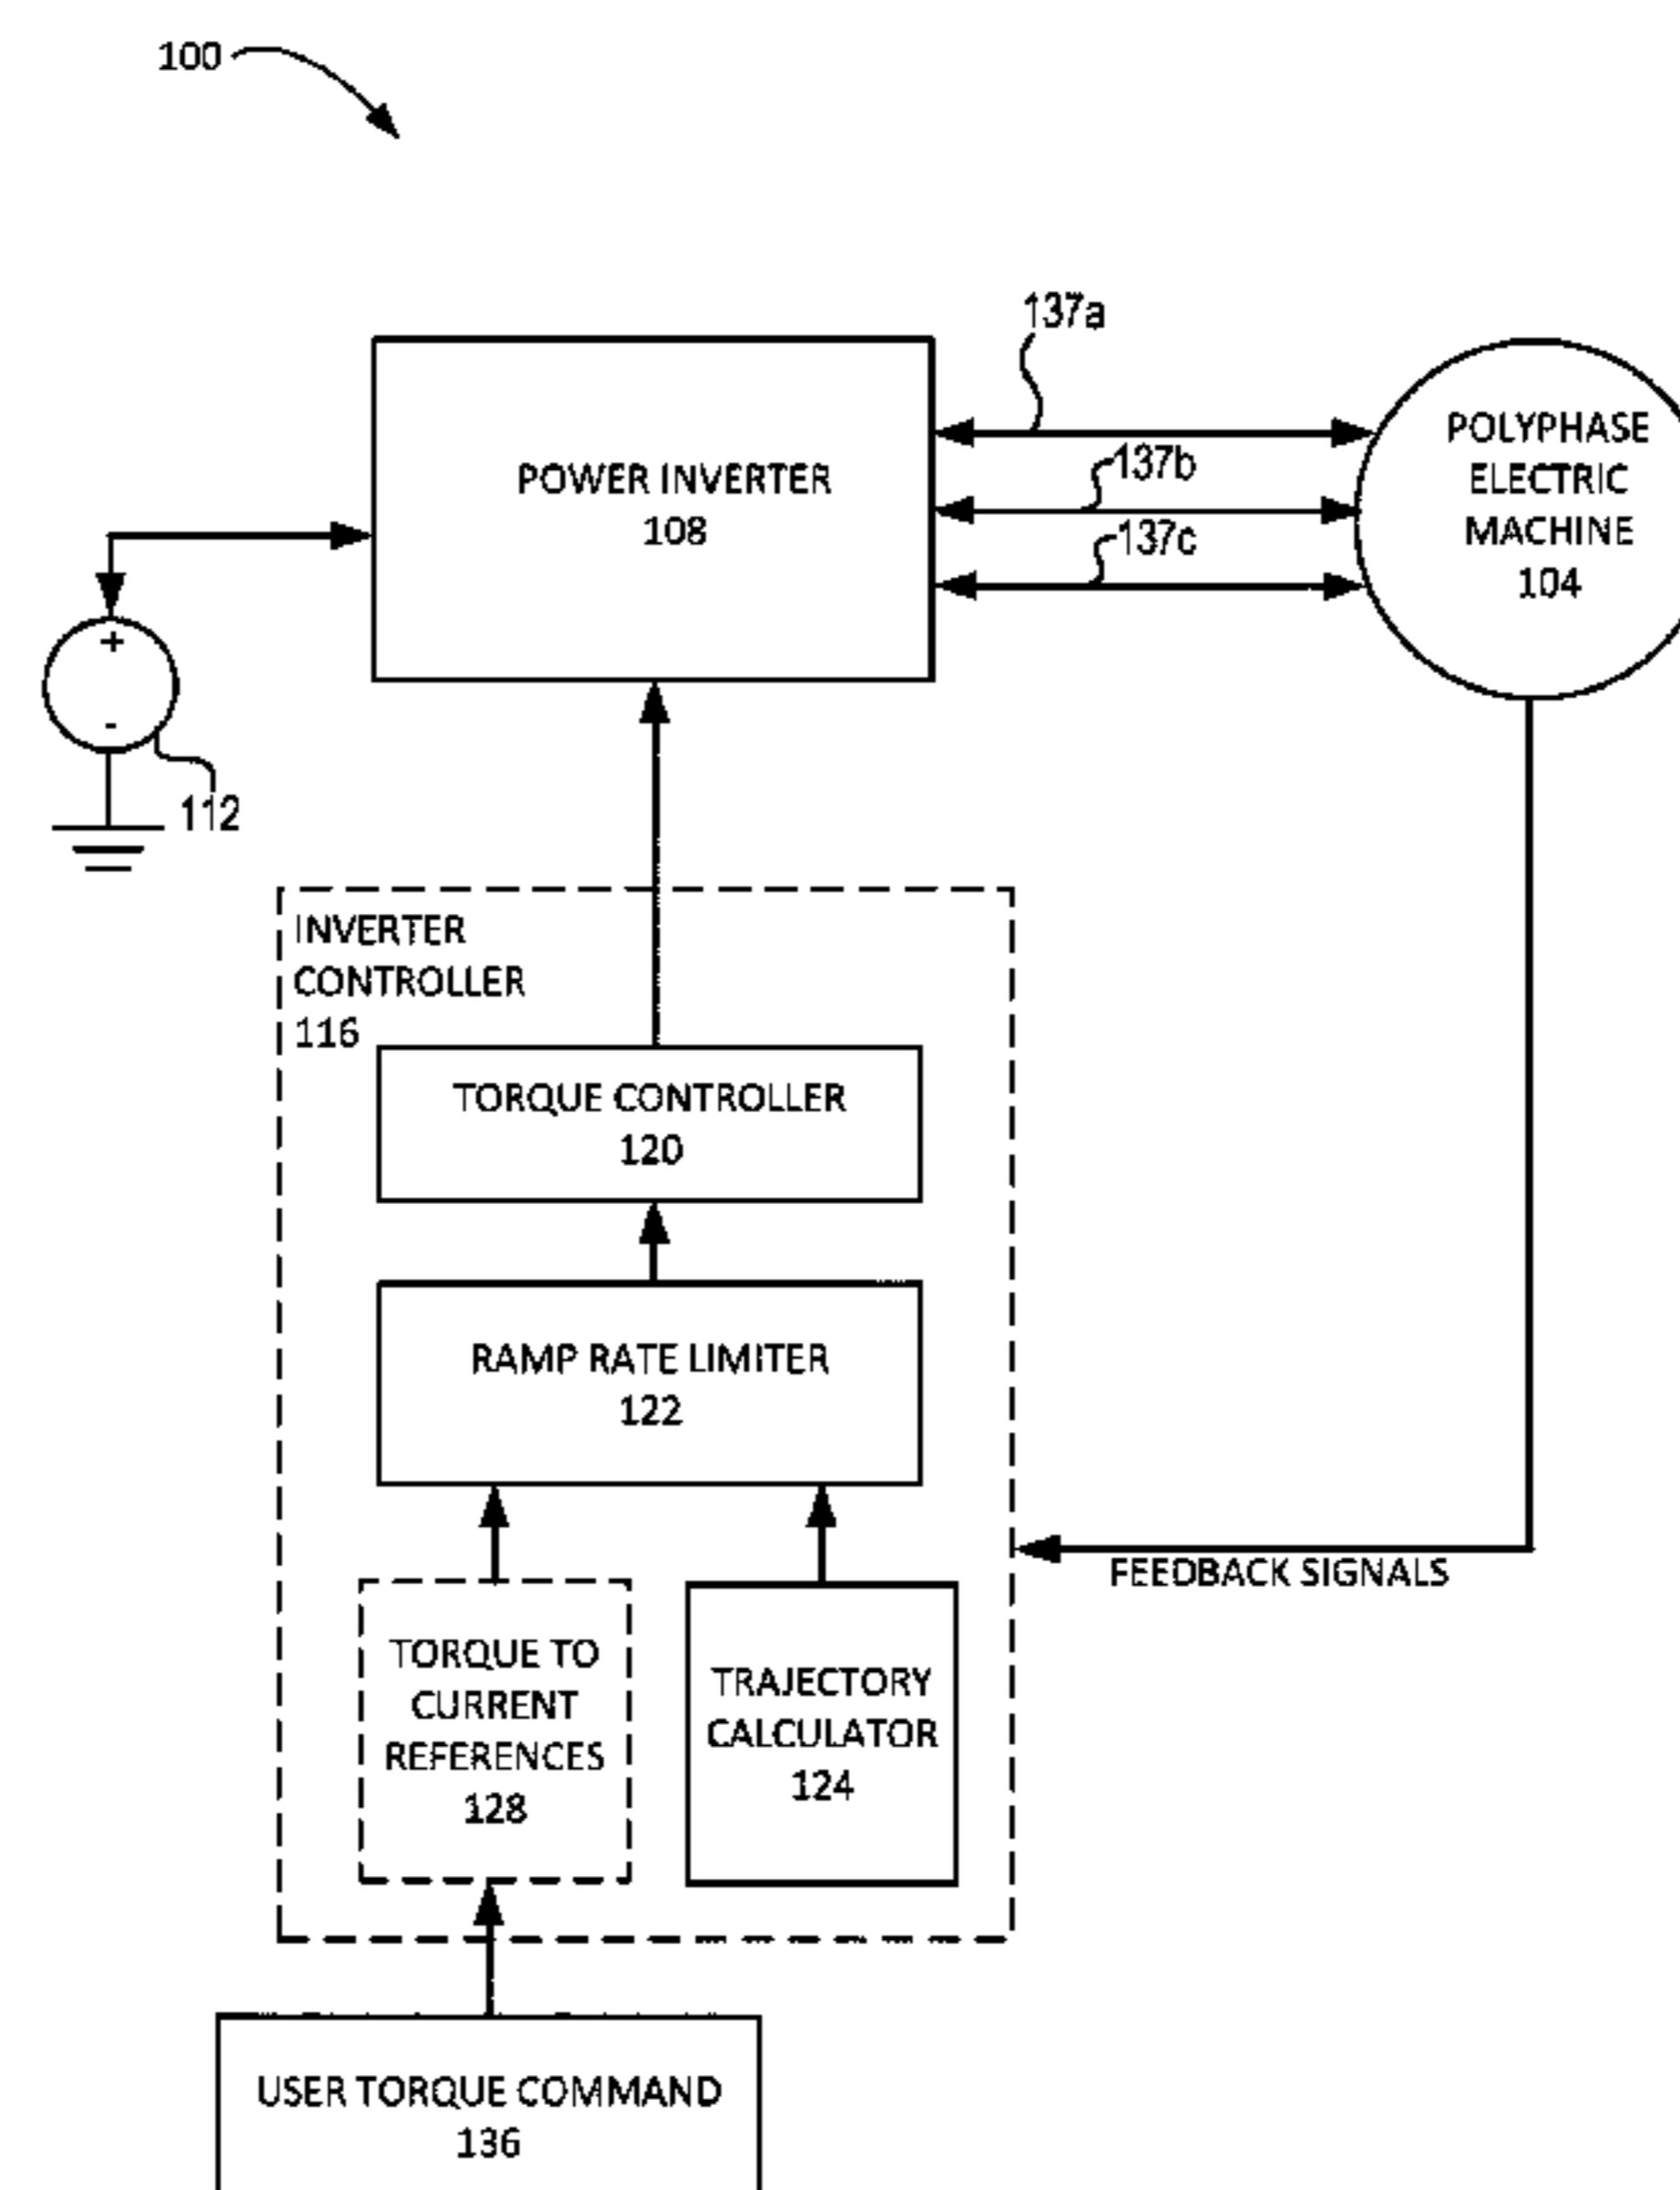 100
137a
POWER INVERTER
108
137b
137c
POLYPHASE
ELECTRIC
MACHINE
104
+
-
112
INVERTER
CONTROLLER
116
TORQUE CONTROLLER
120
RAMP RATE LIMITER
122
FEEDBACK SIGNALS
TORQUE TO
CURRENT
REFERENCES
128
TRAJECTORY
CALCULATOR
124
USER TORQUE COMMAND
136